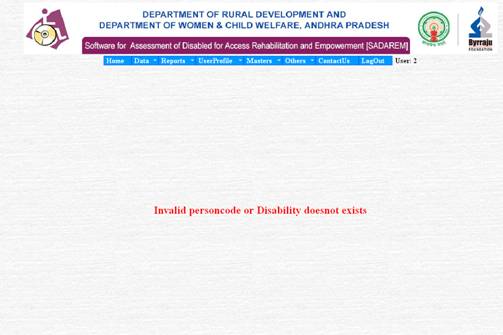 DEPARTMENT OF RURAL DEVELOPMENT AND
DEPARTMENT OF WOMEN & CHILD WELFARE, ANDHRA PRADESH
Software for Assessment of Disabled for Access Rehabilitation and Empowerment [SADAREM]
Byrraju
FOUNDATION
Home Data Reports UserProfile Masters Others ContactUs LagOut User: 2
Invalid personcode or Disability doesnot exists